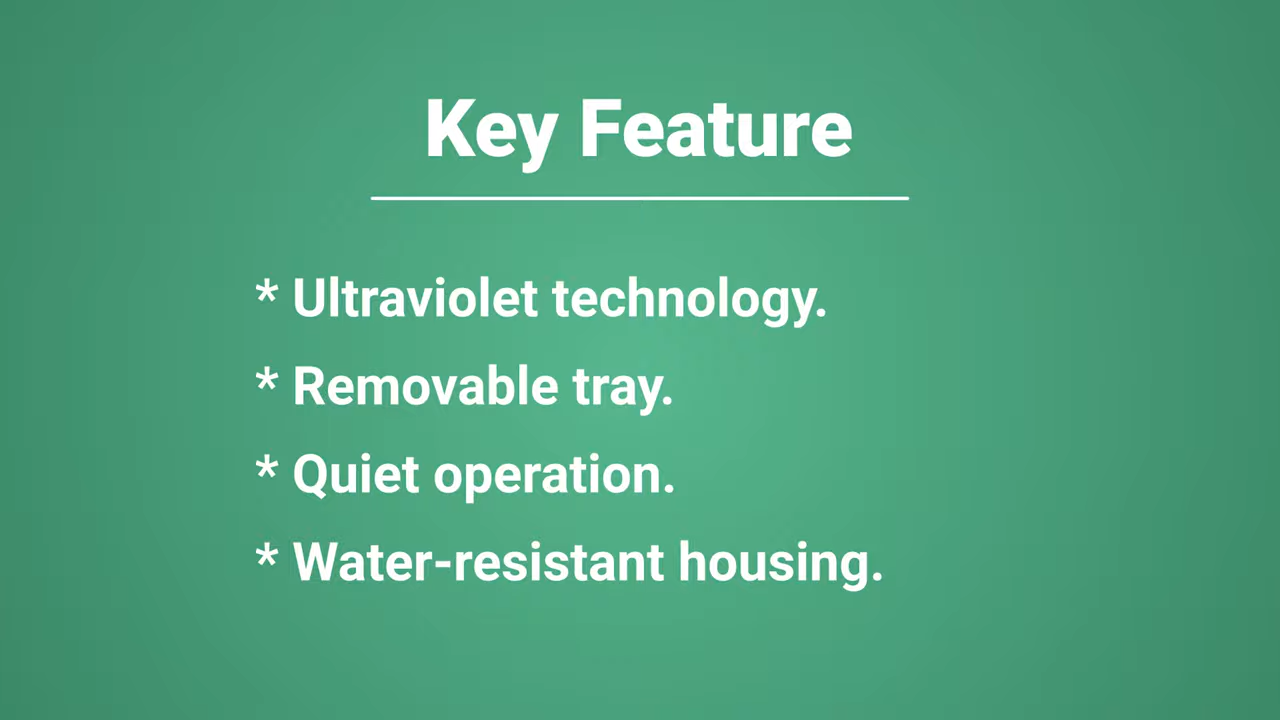 Key Feature
* Ultraviolet technology.
* Removable tray.
* Quiet operation.
* Water-resistant housing.